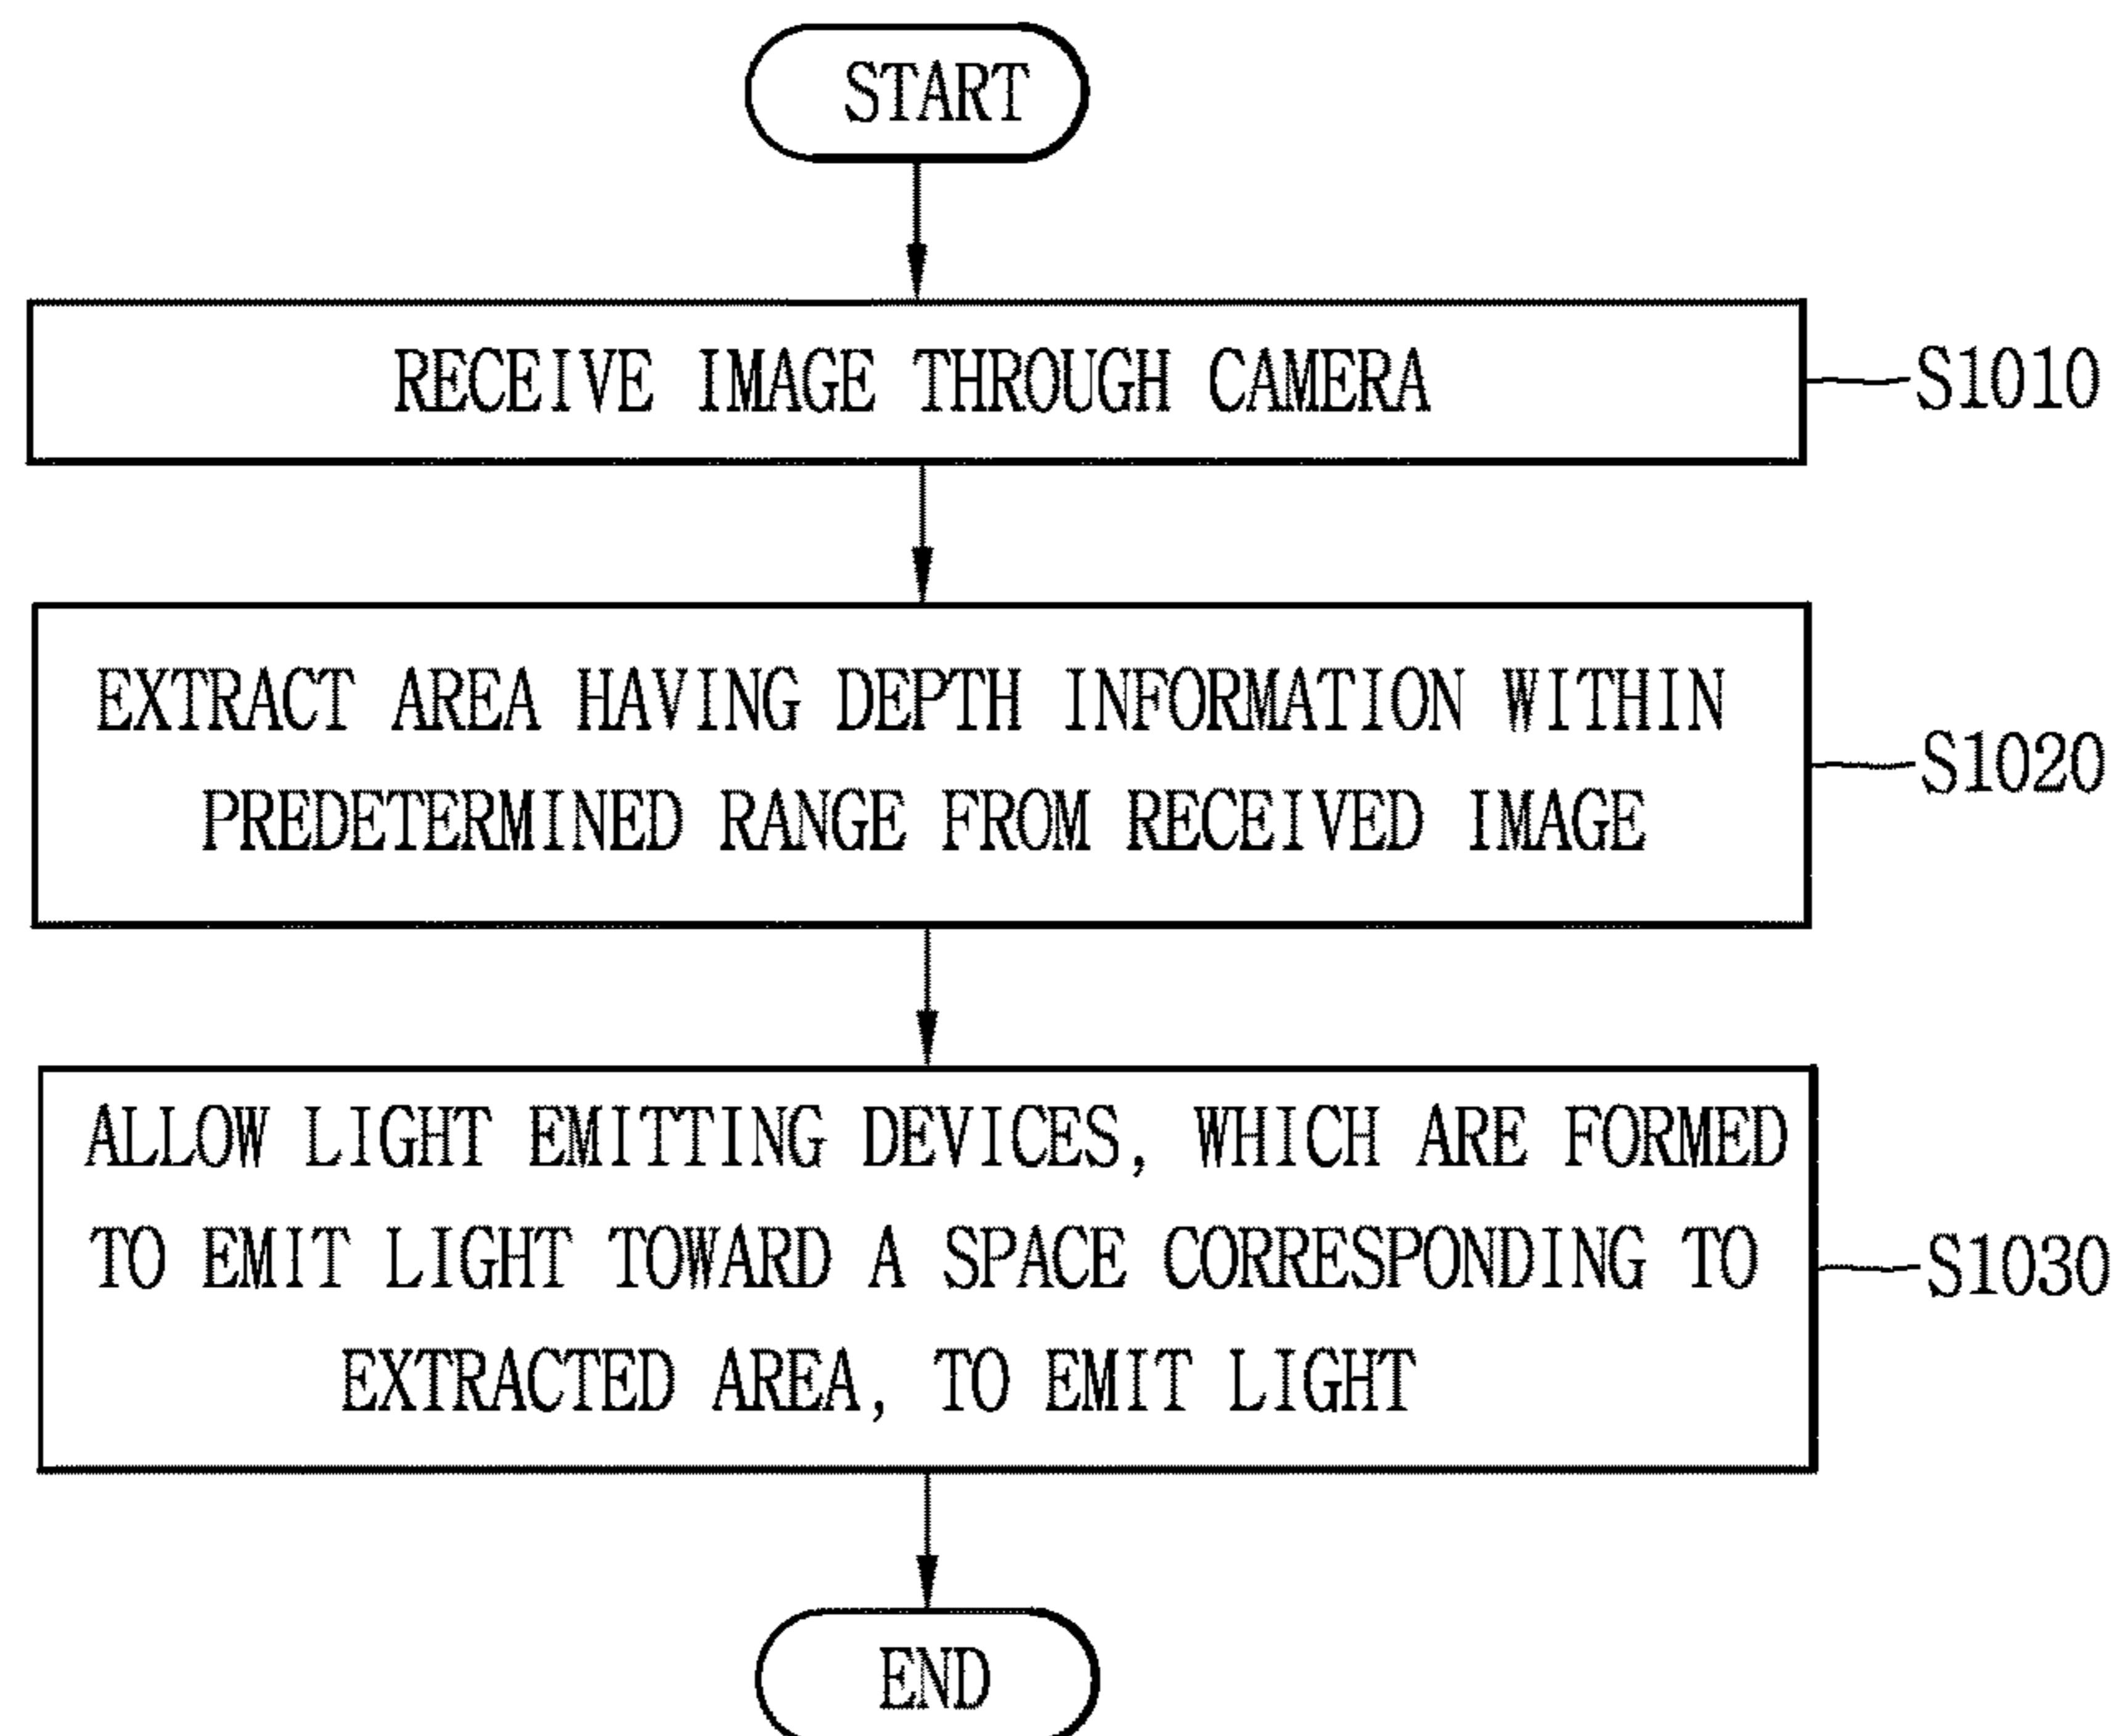 START
RECEIVE IMAGE THROUGH CAMERA
S1010
EXTRACT AREA HAVING DEPTH INFORMATION WITHIN
PREDETERMINED RANGE FROM RECEIVED IMAGE
S1020
ALLOW LIGHT EMITTING DEVICES, WHICH ARE FORMED
TO EMIT LIGHT TOWARD A SPACE CORRESPONDING TO
EXTRACTED AREA, TO EMIT LIGHT
S1030
END